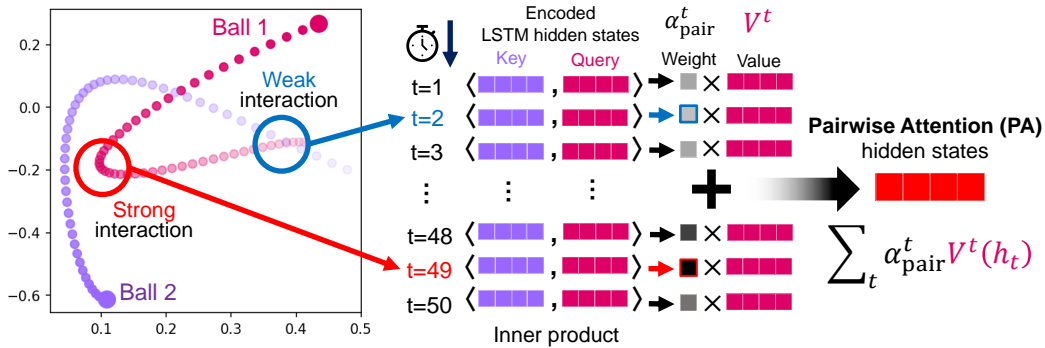 Ball 1
Weak
interaction
Strong
interaction
Ball 2
0.2
0.0
−0.2
−0.4
−0.6
0.1
0.2
0.3
0.4
0.5
Encoded
LSTM hidden states
Key
Query
α^t_pair
V^t
Weight
Value
t=1 ⟨ , ⟩ ×
t=2 ⟨ , ⟩ ×
t=3 ⟨ , ⟩ ×
⋮ ⋮ ... ⋮
+
t=48 ⟨ , ⟩ ×
t=49 ⟨ , ⟩ ×
t=50 ⟨ , ⟩ ×
Inner product
Pairwise Attention (PA)
hidden states
∑_t α^t_pair V^t(h_t)